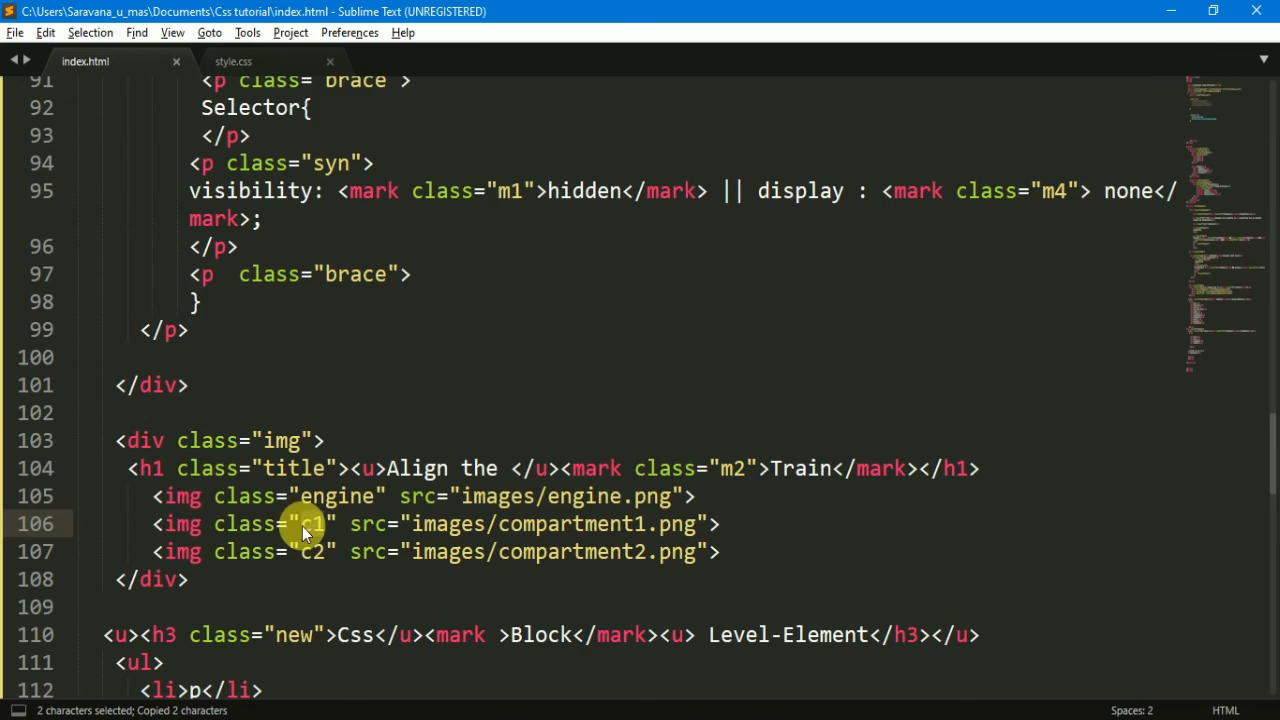 C:\Users\Saravana_u_mas\Documents\Css tutorial\index.html - Sublime Text (UNREGISTERED)
File Edit Selection Find View Goto Tools Project Preferences Help
index.html style.css
91 <p class="brace">
92 Selector{
93 </p>
94 <p class="syn">
95 visibility: <mark class="m1">hidden</mark> || display : <mark class="m4"> none</
mark>;
96 </p>
97 <p  class="brace">
98 }
99 </p>
100
101 </div>
102
103 <div class="img">
104 <h1 class="title"><u>Align the </u><mark class="m2">Train</mark></h1>
105 <img class="engine" src="images/engine.png">
106 <img class="c1" src="images/compartment1.png">
107 <img class="c2" src="images/compartment2.png">
108 </div>
109
110 <u><h3 class="new">Css</u><mark >Block</mark><u> Level-Element</h3></u>
111 <ul>
112 <li>p</li>
2 characters selected; Copied 2 characters Spaces: 2 HTML